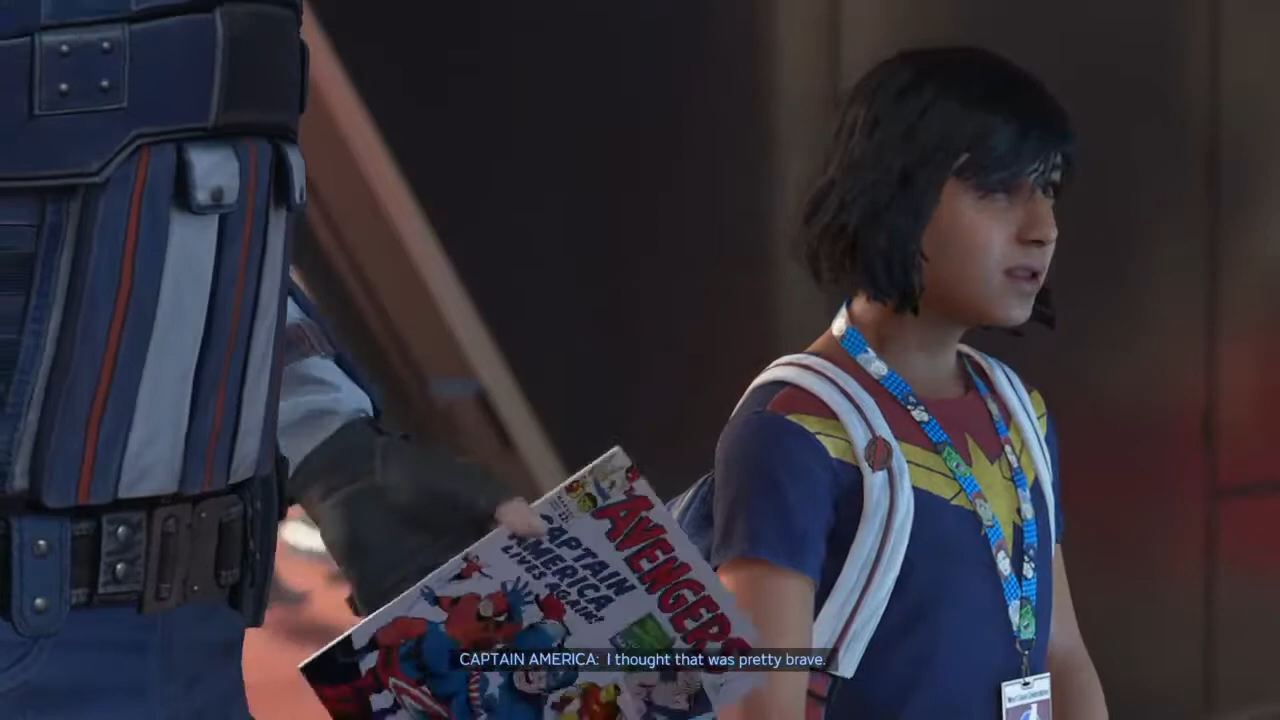 AVENGERS
CAPTAIN
AMERICA
LIVES AGAIN!
CAPTAIN AMERICA: I thought that was pretty brave.